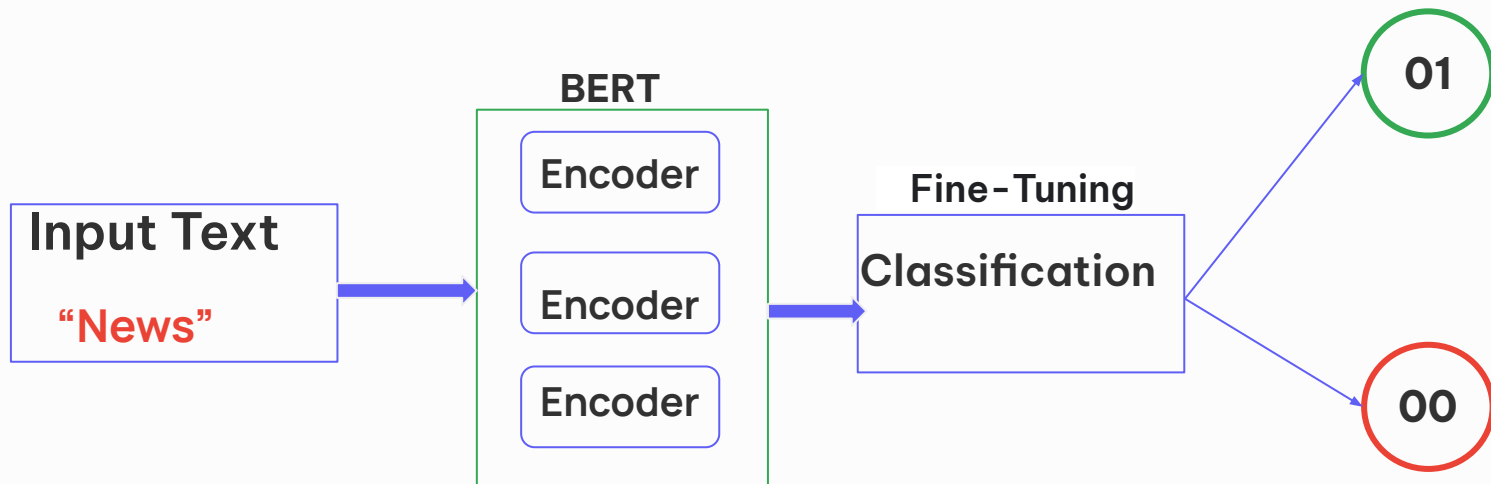 Input Text
“News”
BERT
Encoder
Encoder
Encoder
Fine-Tuning
Classification
01
00